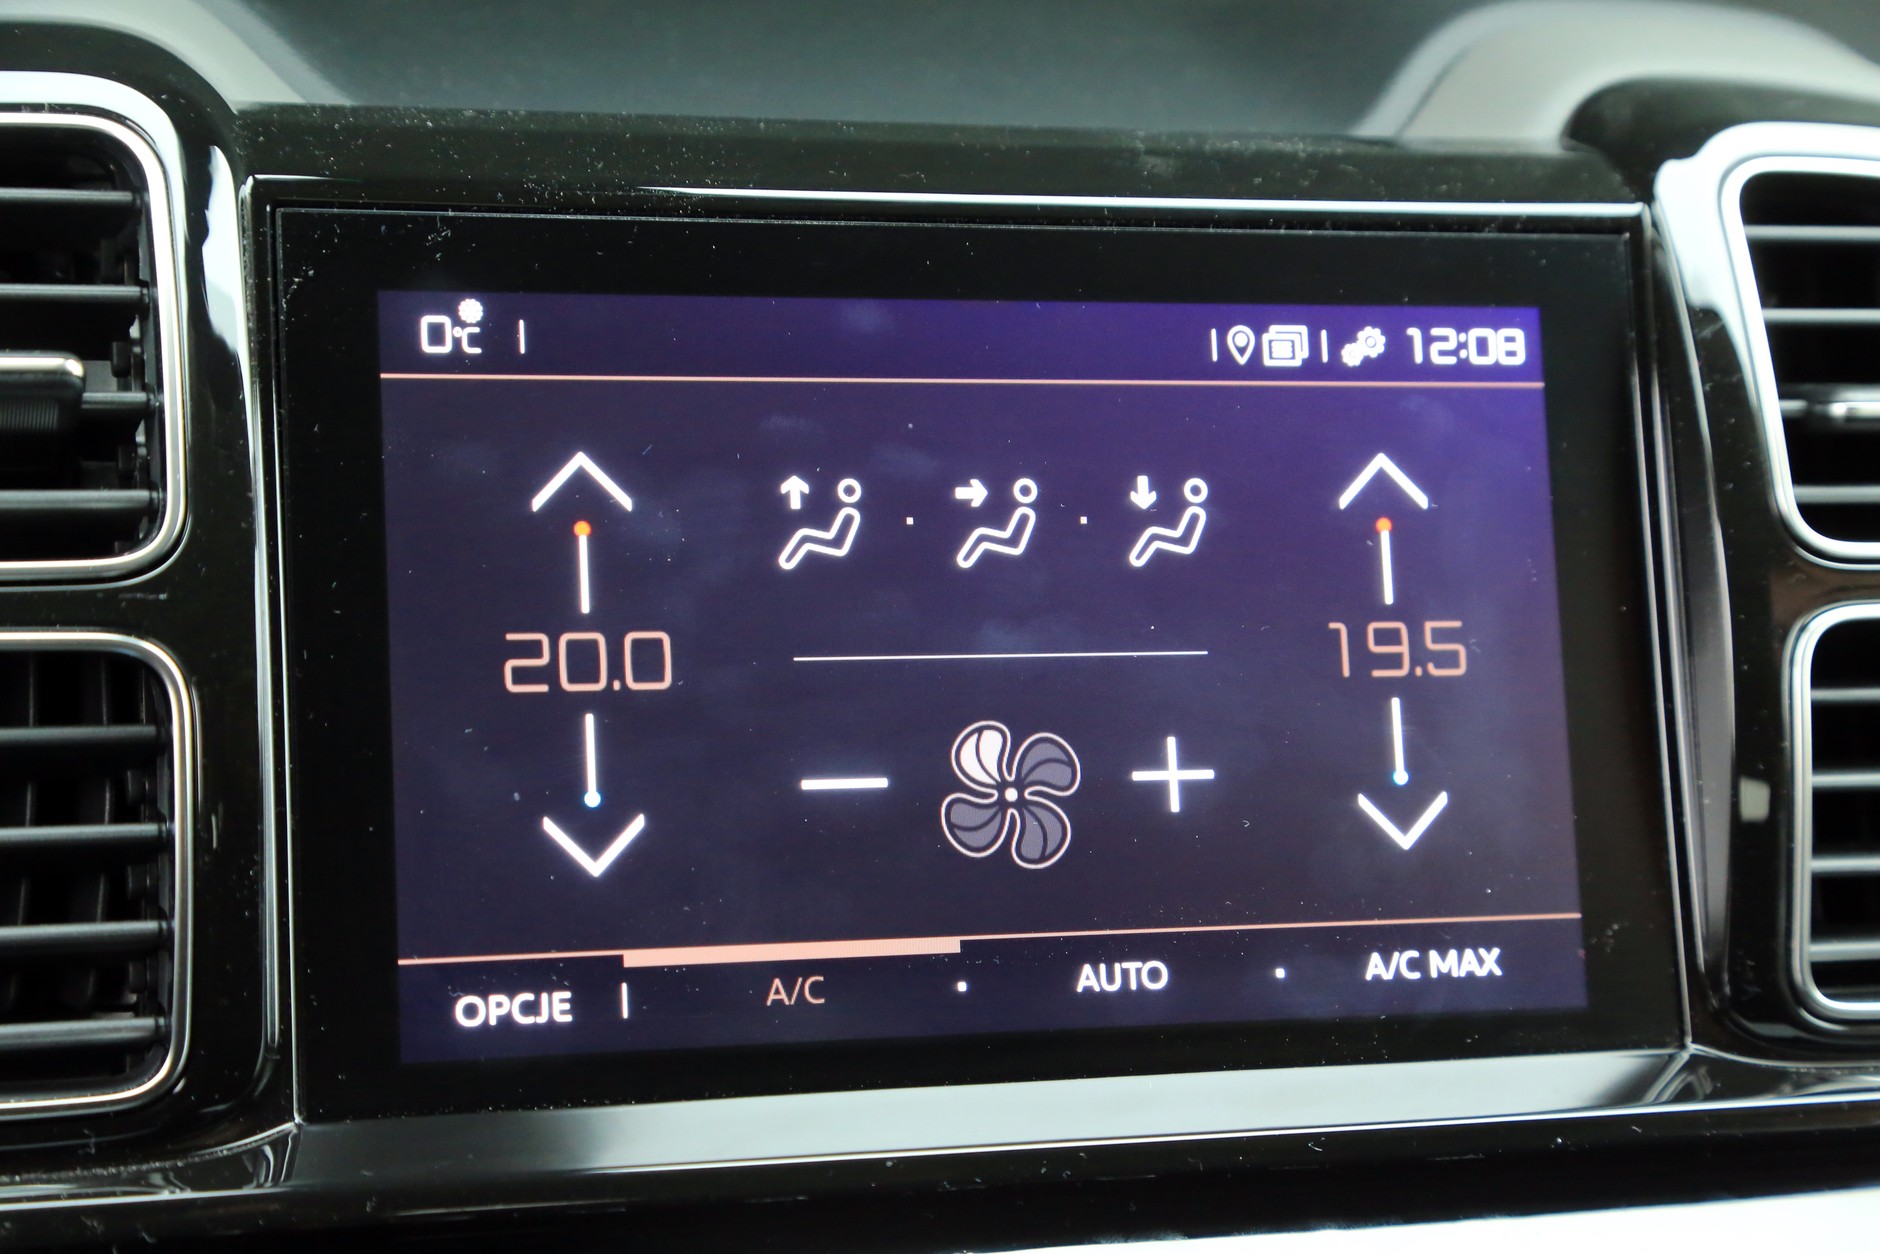 0°C 12:08
20.0 19.5
OPCJE A/C AUTO A/C MAX